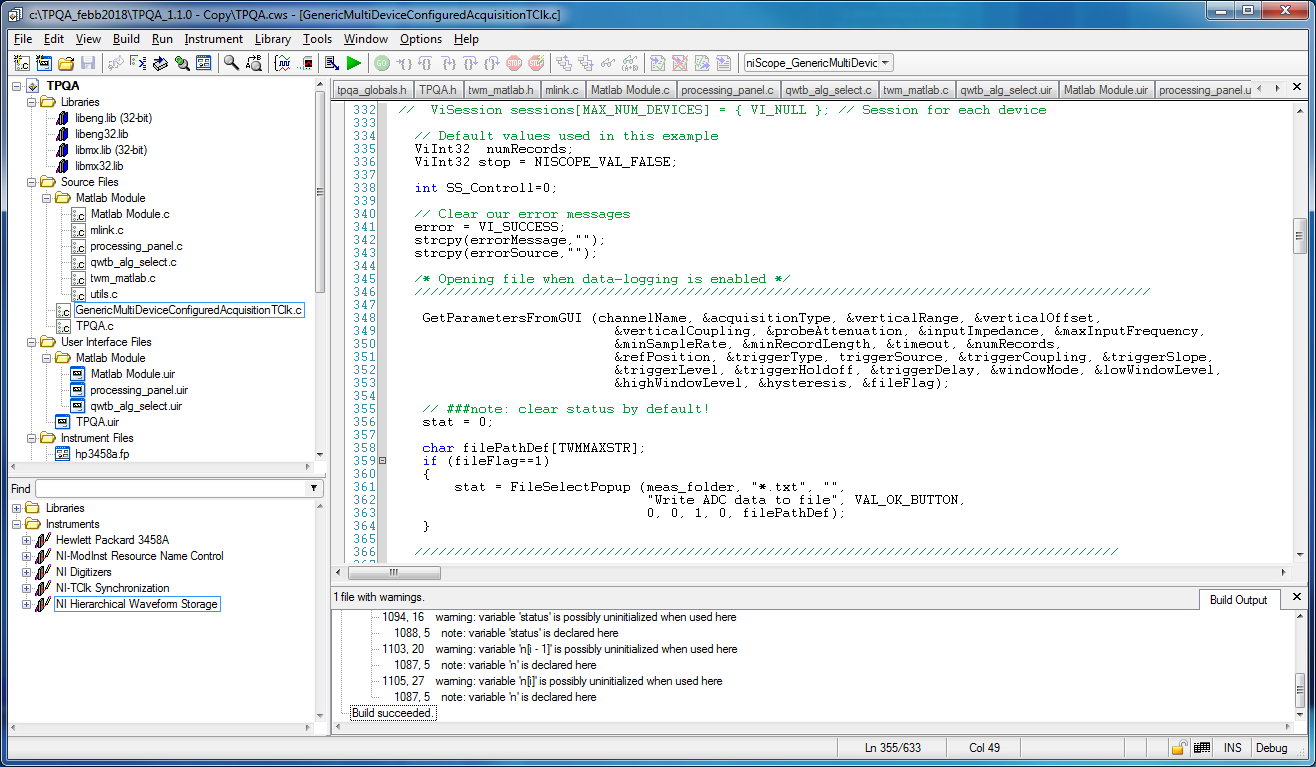 c:\TPQA_febb2018\TPQA_1.1.0 - Copy\TPQA.cws - [GenericMultiDeviceConfiguredAcquisitionTClk.c]
File Edit View Build Run Instrument Library Tools Window Options Help
niScope_GenericMultiDevic
TPQA
Libraries
libeng.lib (32-bit)
libeng32.lib
libmx.lib (32-bit)
libmx32.lib
Source Files
Matlab Module
Matlab Module.c
mlink.c
processing_panel.c
qwtb_alg_select.c
twm_matlab.c
utils.c
GenericMultiDeviceConfiguredAcquisitionTClk.c
TPQA.c
User Interface Files
Matlab Module
Matlab Module.uir
processing_panel.uir
qwtb_alg_select.uir
TPQA.uir
Instrument Files
hp3458a.fp
Find
Libraries
Instruments
Hewlett Packard 3458A
NI-ModInst Resource Name Control
NI Digitizers
NI-TClk Synchronization
NI Hierarchical Waveform Storage
tpqa_globals.h TPQA.h twm_matlab.h mlink.c Matlab Module.c processing_panel.c qwtb_alg_select.c twm_matlab.c qwtb_alg_select.uir Matlab Module.uir processing_panel.u
332 //  ViSession sessions[MAX_NUM_DEVICES] = { VI_NULL }; // Session for each device
333
334 // Default values used in this example
335 ViInt32  numRecords;
336 ViInt32 stop = NISCOPE_VAL_FALSE;
337
338 int SS_Controll=0;
339
340 // Clear our error messages
341 error = VI_SUCCESS;
342 strcpy(errorMessage,"");
343 strcpy(errorSource,"");
344
345 /* Opening file when data-logging is enabled */
346 ////////////////////////////////////////////////////////////////////////////////////////////
347
348 GetParametersFromGUI (channelName, &acquisitionType, &verticalRange, &verticalOffset,
349 &verticalCoupling, &probeAttenuation, &inputImpedance, &maxInputFrequency,
350 &minSampleRate, &minRecordLength, &timeout, &numRecords,
351 &refPosition, &triggerType, triggerSource, &triggerCoupling, &triggerSlope,
352 &triggerLevel, &triggerHoldoff, &triggerDelay, &windowMode, &lowWindowLevel,
353 &highWindowLevel, &hysteresis, &fileFlag);
354
355 // ###note: clear status by default!
356 stat = 0;
357
358 char filePathDef[TWMMAXSTR];
359 if (fileFlag==1)
360 {
361 stat = FileSelectPopup (meas_folder, "*.txt", "",
362 "Write ADC data to file", VAL_OK_BUTTON,
363 0, 0, 1, 0, filePathDef);
364 }
365
366 ////////////////////////////////////////////////////////////////////////////////////////
367
1 file with warnings.
Build Output
1094, 16 warning: variable 'status' is possibly uninitialized when used here
1088, 5 note: variable 'status' is declared here
1103, 20 warning: variable 'n[i - 1]' is possibly uninitialized when used here
1087, 5 note: variable 'n' is declared here
1105, 27 warning: variable 'n[i]' is possibly uninitialized when used here
1087, 5 note: variable 'n' is declared here
Build succeeded.
Ln 355/633 Col 49 INS Debug